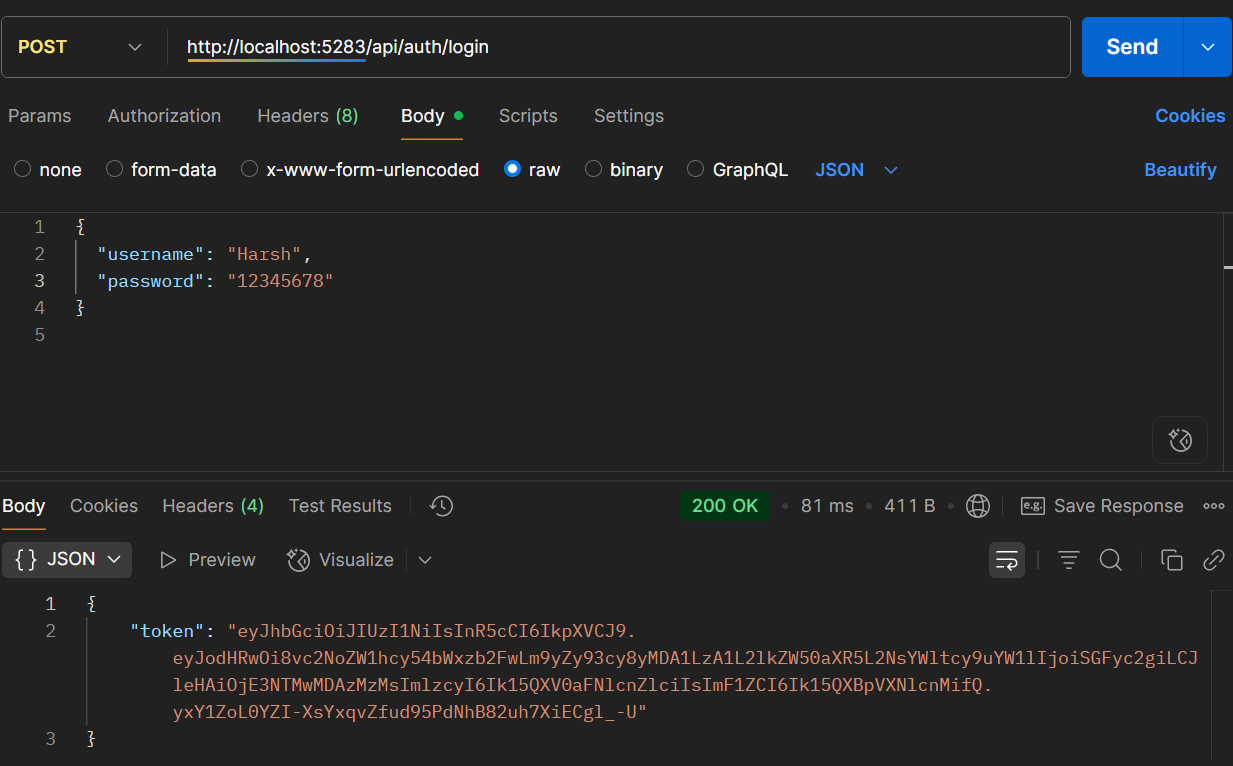 POST http://localhost:5283/api/auth/login Send
Params Authorization Headers (8) Body Scripts Settings Cookies
none form-data x-www-form-urlencoded raw binary GraphQL JSON Beautify
1 {
2 "username": "Harsh",
3 "password": "12345678"
4 }
5
Body Cookies Headers (4) Test Results 200 OK • 81 ms • 411 B • e.g. Save Response
{} JSON Preview Visualize
1 {
2 "token": "eyJhbGciOiJIUzI1NiIsInR5cCI6IkpXVCJ9.
eyJodHRwOi8vc2NoZW1hcy54bWxzb2FwLm9yZy93cy8yMDA1LzA1L2lkZW50aXR5L2NsYWltcy9uYW1lIjoiSGFyc2giLCJ
leHAiOjE3NTMwMDAzMzMsImlzcyI6Ik15QXV0aFNlcnZlciIsImF1ZCI6Ik15QXBpVXNlcnMifQ.
yxY1ZoL0YZI-XsYxqvZfud95PdNhB82uh7XiECgl_-U"
3 }